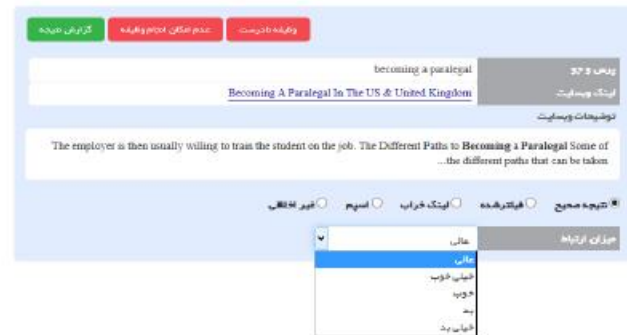 گزارش نتیجه عدم امکان انجام وظیفه وظیفه نادرست
becoming a paralegal
لینک وبسایت Becoming A Paralegal In The US & United Kingdom
توضیحات وبسایت
The employer is then usually willing to train the student on the job. The Different Paths to Becoming a Paralegal Some of
...the different paths that can be taken
نتیجه صحیح فیلترشده لینک خراب اسپم غیر اخلاقی
میزان ارتباط عالی
عالی
خیلی خوب
خوب
بد
خیلی بد